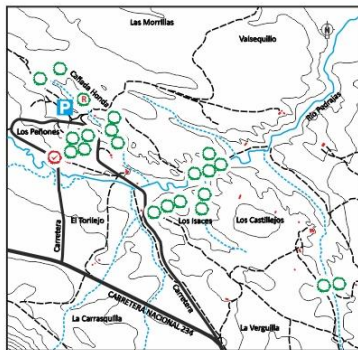 Las Morrillas
Valsequillo
N
Cañada Honda
R
P
Río Pedrajas
Los Peñones
El Torilejo
Los Isaces
Los Castillejos
Carretera
Carretera
CARRETERA NACIONAL 234
La Carrasquilla
La Verguilla